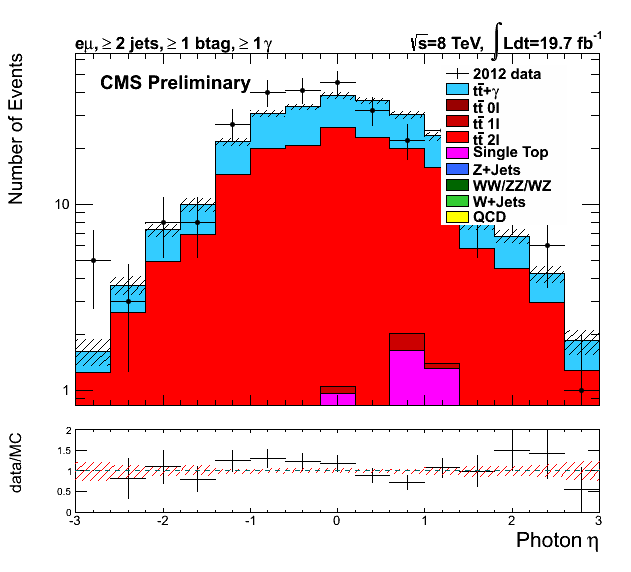 eμ, ≥ 2 jets, ≥ 1 btag, ≥ 1γ
√s=8 TeV, ∫ Ldt=19.7 fb⁻¹
CMS Preliminary
2012 data
tt̄+γ
tt̄ 0l
tt̄ 1l
tt̄ 2l
Single Top
Z+Jets
WW/ZZ/WZ
W+Jets
QCD
Number of Events
10
1
data/MC
2
1.5
1
0.5
0
-3 -2 -1 0 1 2 3
Photon η